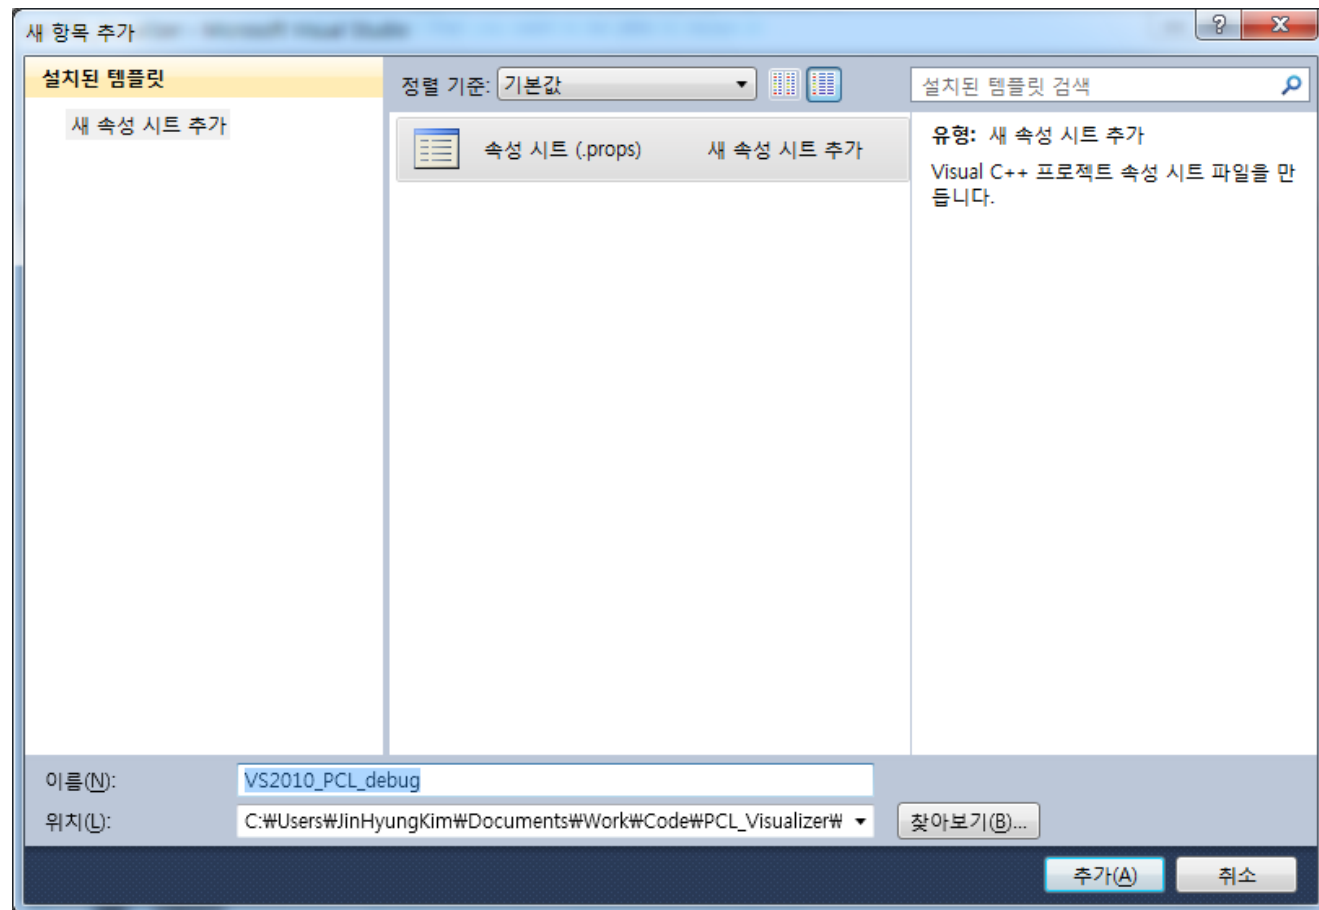 새 항목 추가
설치된 템플릿
새 속성 시트 추가
정렬 기준: 기본값
설치된 템플릿 검색
속성 시트 (.props) 새 속성 시트 추가
유형: 새 속성 시트 추가
Visual C++ 프로젝트 속성 시트 파일을 만
듭니다.
이름(N): VS2010_PCL_debug
위치(L): C:₩Users₩JinHyungKim₩Documents₩Work₩Code₩PCL_Visualizer₩
찾아보기(B)...
추가(A) 취소